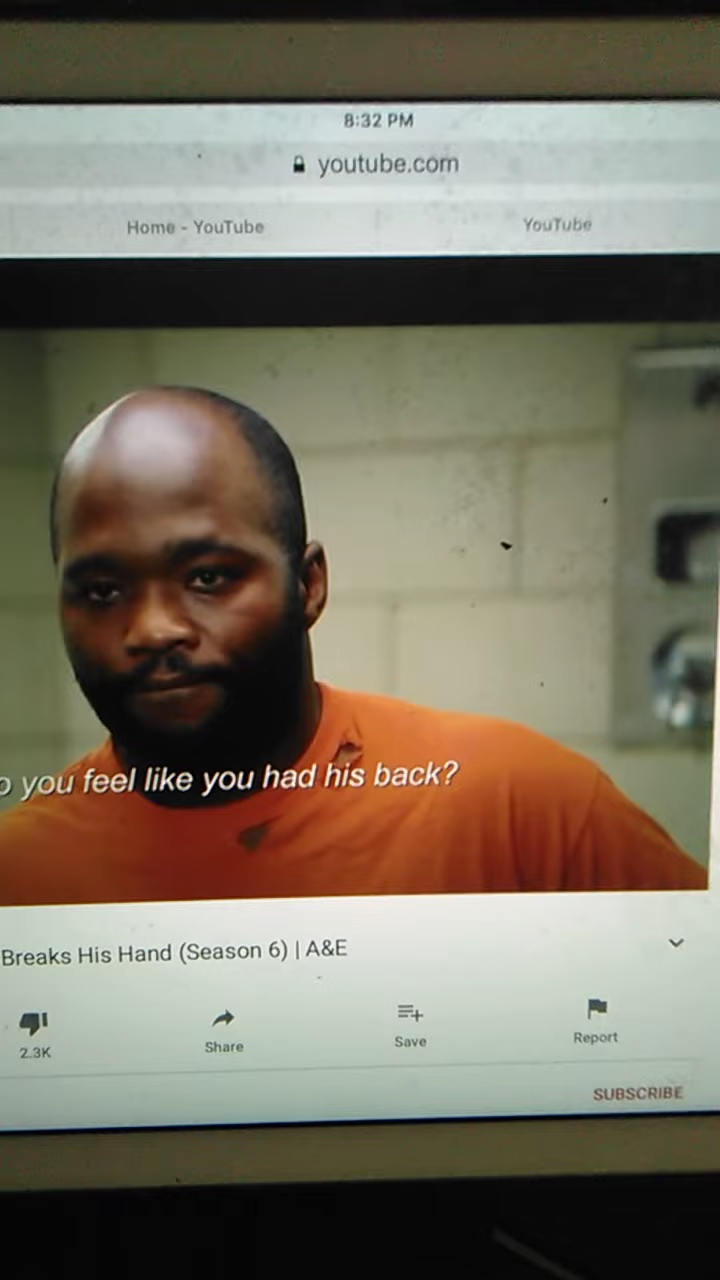 8:32 PM
youtube.com
Home - YouTube
YouTube
you feel like you had his back?
Breaks His Hand (Season 6) | A&E
2.3K
Share
Save
Report
SUBSCRIBE